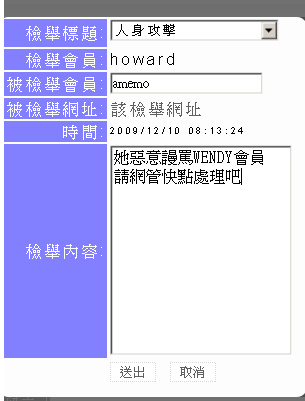 檢舉標題: 人身攻擊
檢舉會員: howard
被檢舉會員: amemo
被檢舉網址: 該檢舉網址
時間: 2009/12/10 08:13:24
檢舉內容: 她惡意謾罵WENDY會員
請網管快點處理吧
送出 取消